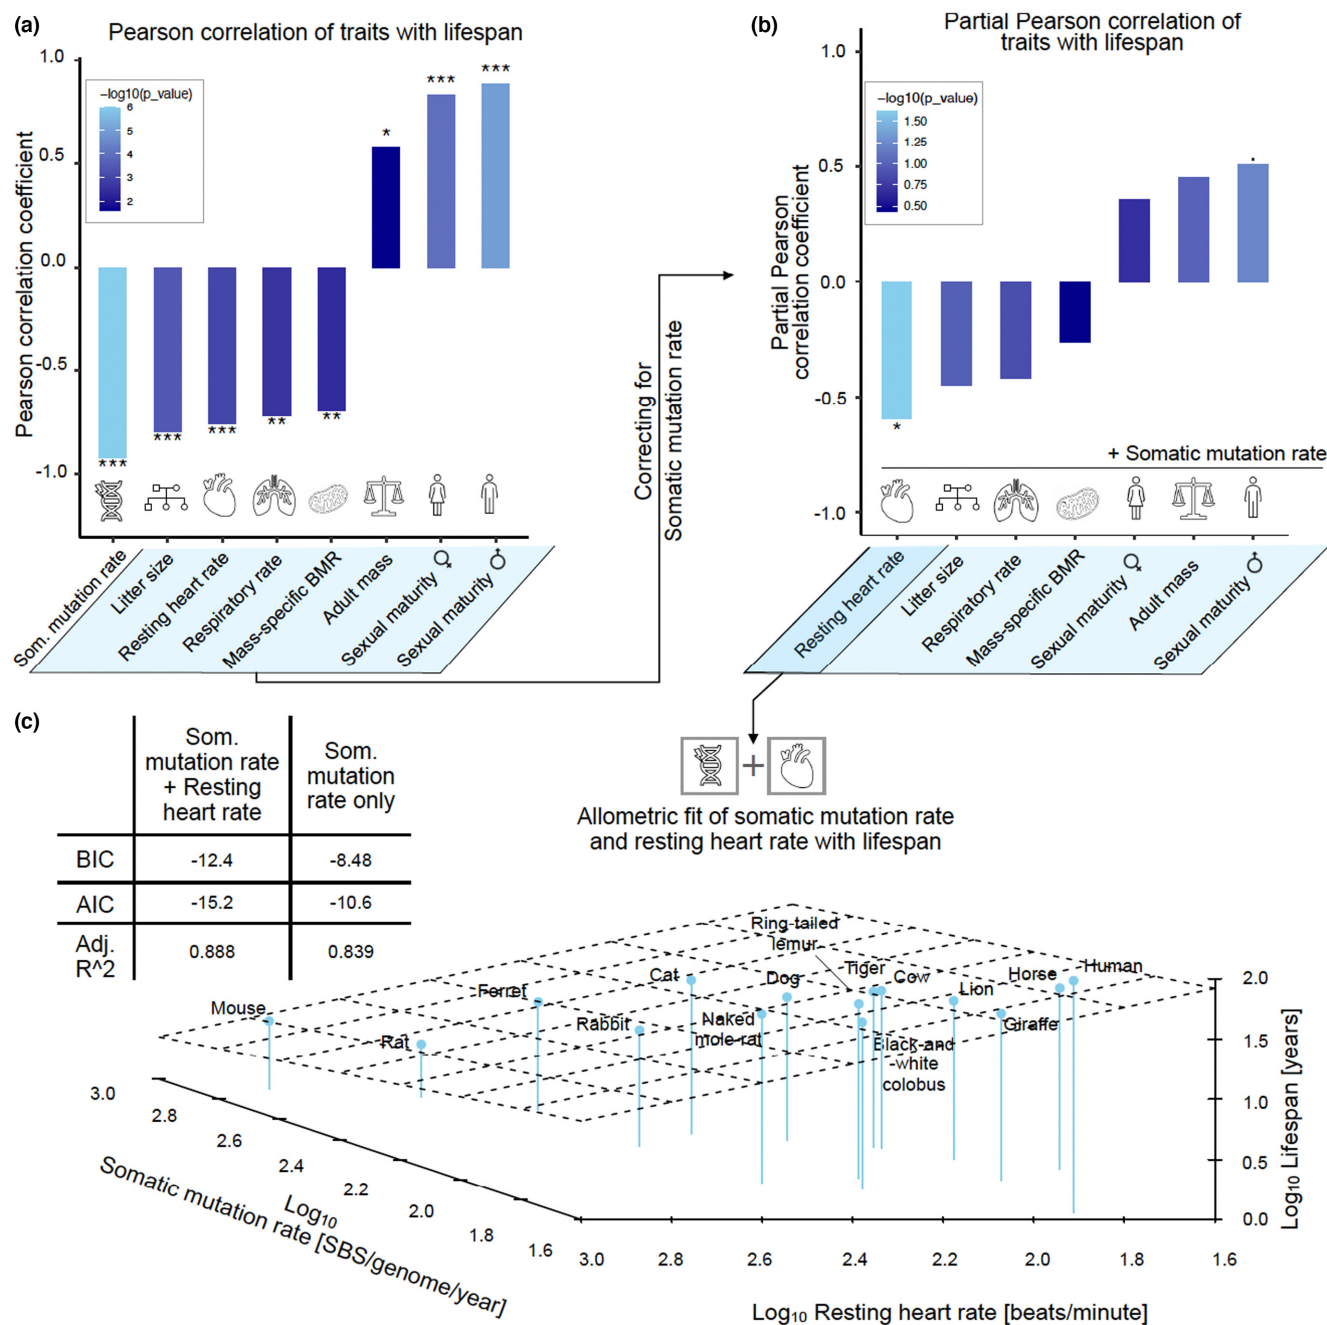 (a)
Pearson correlation of traits with lifespan
1.0
0.5
0.0
-0.5
-1.0
Pearson correlation coefficient
−log10(p_value)
6
5
4
3
2
***
***
***
**
**
*
***
***
Som. mutation rate
Litter size
Resting heart rate
Respiratory rate
Mass-specific BMR
Adult mass
Sexual maturity ♀
Sexual maturity ♂
Correcting for
Somatic mutation rate
(b)
Partial Pearson correlation of
traits with lifespan
1.0
0.5
0.0
-0.5
-1.0
Partial Pearson
correlation coefficient
−log10(p_value)
1.50
1.25
1.00
0.75
0.50
*
.
+ Somatic mutation rate
Resting heart rate
Litter size
Respiratory rate
Mass-specific BMR
Sexual maturity ♀
Adult mass
Sexual maturity ♂
(c)
Som.
mutation rate
+ Resting
heart rate
Som.
mutation
rate only
BIC
-12.4
-8.48
AIC
-15.2
-10.6
Adj.
R^2
0.888
0.839
+
Allometric fit of somatic mutation rate
and resting heart rate with lifespan
Ring-tailed
lemur
Mouse
Rat
Ferret
Rabbit
Cat
Naked
mole-rat
Dog
Tiger
Cow
Black-and
-white
colobus
Lion
Giraffe
Horse
Human
2.0
1.5
1.0
0.5
0.0
Log₁₀ Lifespan [years]
3.0
2.8
2.6
2.4
2.2
2.0
1.8
1.6
Log₁₀
Somatic mutation rate [SBS/genome/year]
3.0
2.8
2.6
2.4
2.0
1.8
1.6
Log₁₀ Resting heart rate [beats/minute]